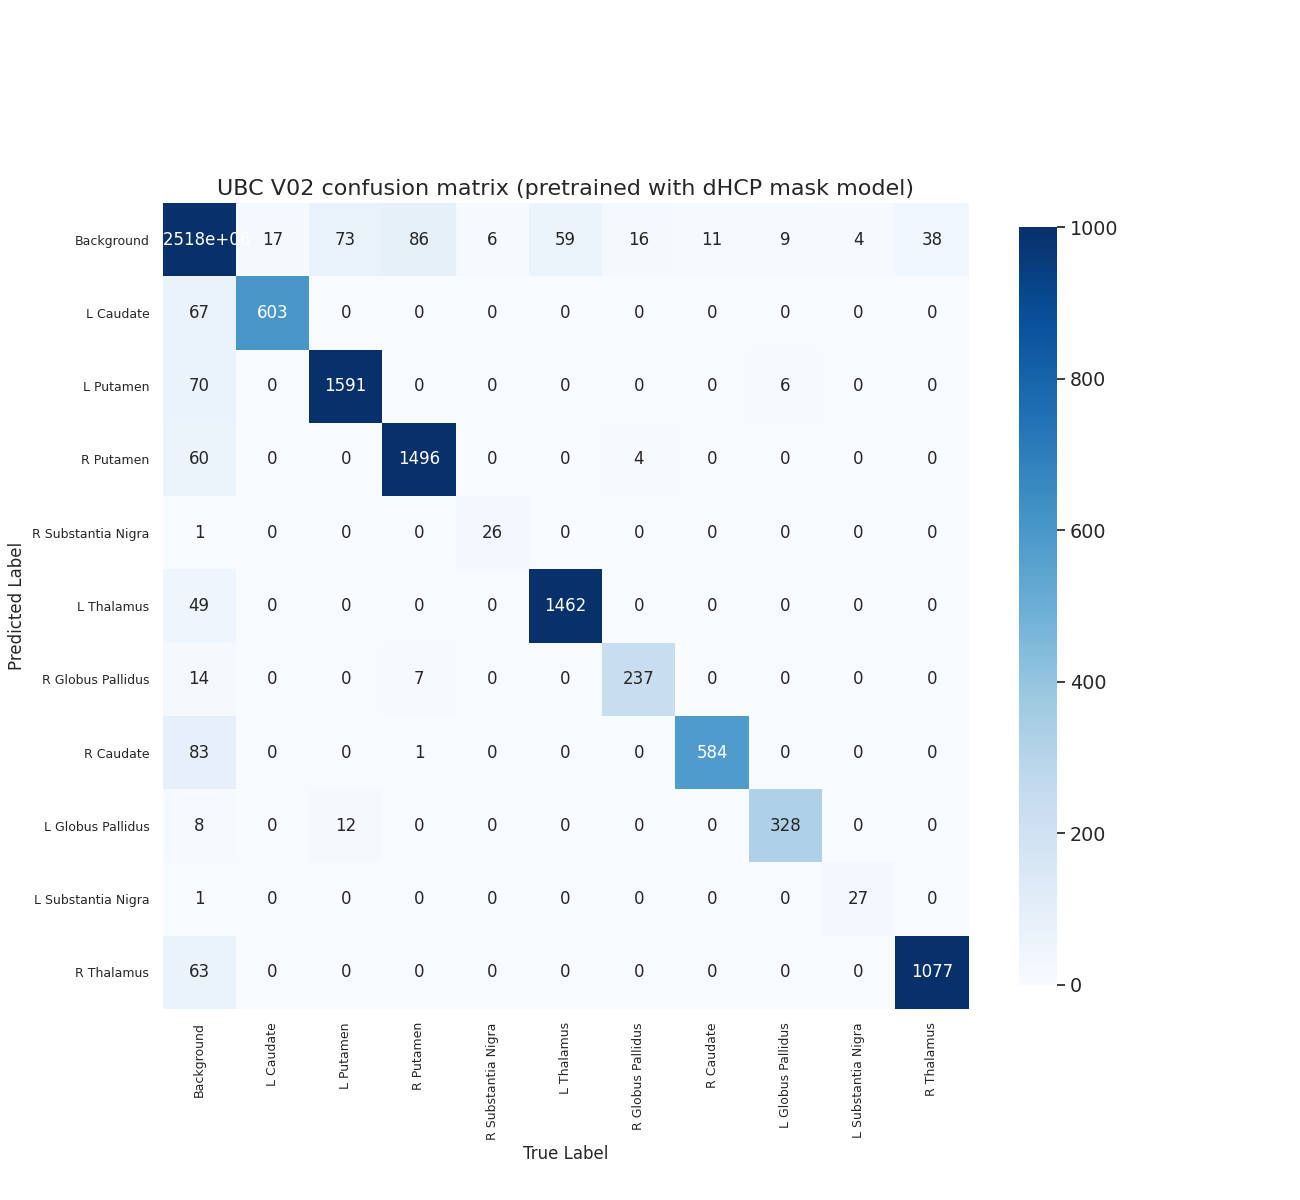 UBC V02 confusion matrix (pretrained with dHCP mask model)
Background 17 73 86 6 59 16 11 9 4 38
L Caudate 67 603 0 0 0 0 0 0 0 0 0
L Putamen 70 0 1591 0 0 0 0 0 6 0 0
R Putamen 60 0 0 1496 0 0 4 0 0 0 0
R Substantia Nigra 1 0 0 0 26 0 0 0 0 0 0
L Thalamus 49 0 0 0 0 1462 0 0 0 0 0
R Globus Pallidus 14 0 0 7 0 0 237 0 0 0 0
R Caudate 83 0 0 1 0 0 0 584 0 0 0
L Globus Pallidus 8 0 12 0 0 0 0 0 328 0 0
L Substantia Nigra 1 0 0 0 0 0 0 0 0 27 0
R Thalamus 63 0 0 0 0 0 0 0 0 0 1077
Background L Caudate L Putamen R Putamen R Substantia Nigra L Thalamus R Globus Pallidus R Caudate L Globus Pallidus L Substantia Nigra R Thalamus
True Label
Predicted Label
1000
800
600
400
200
0